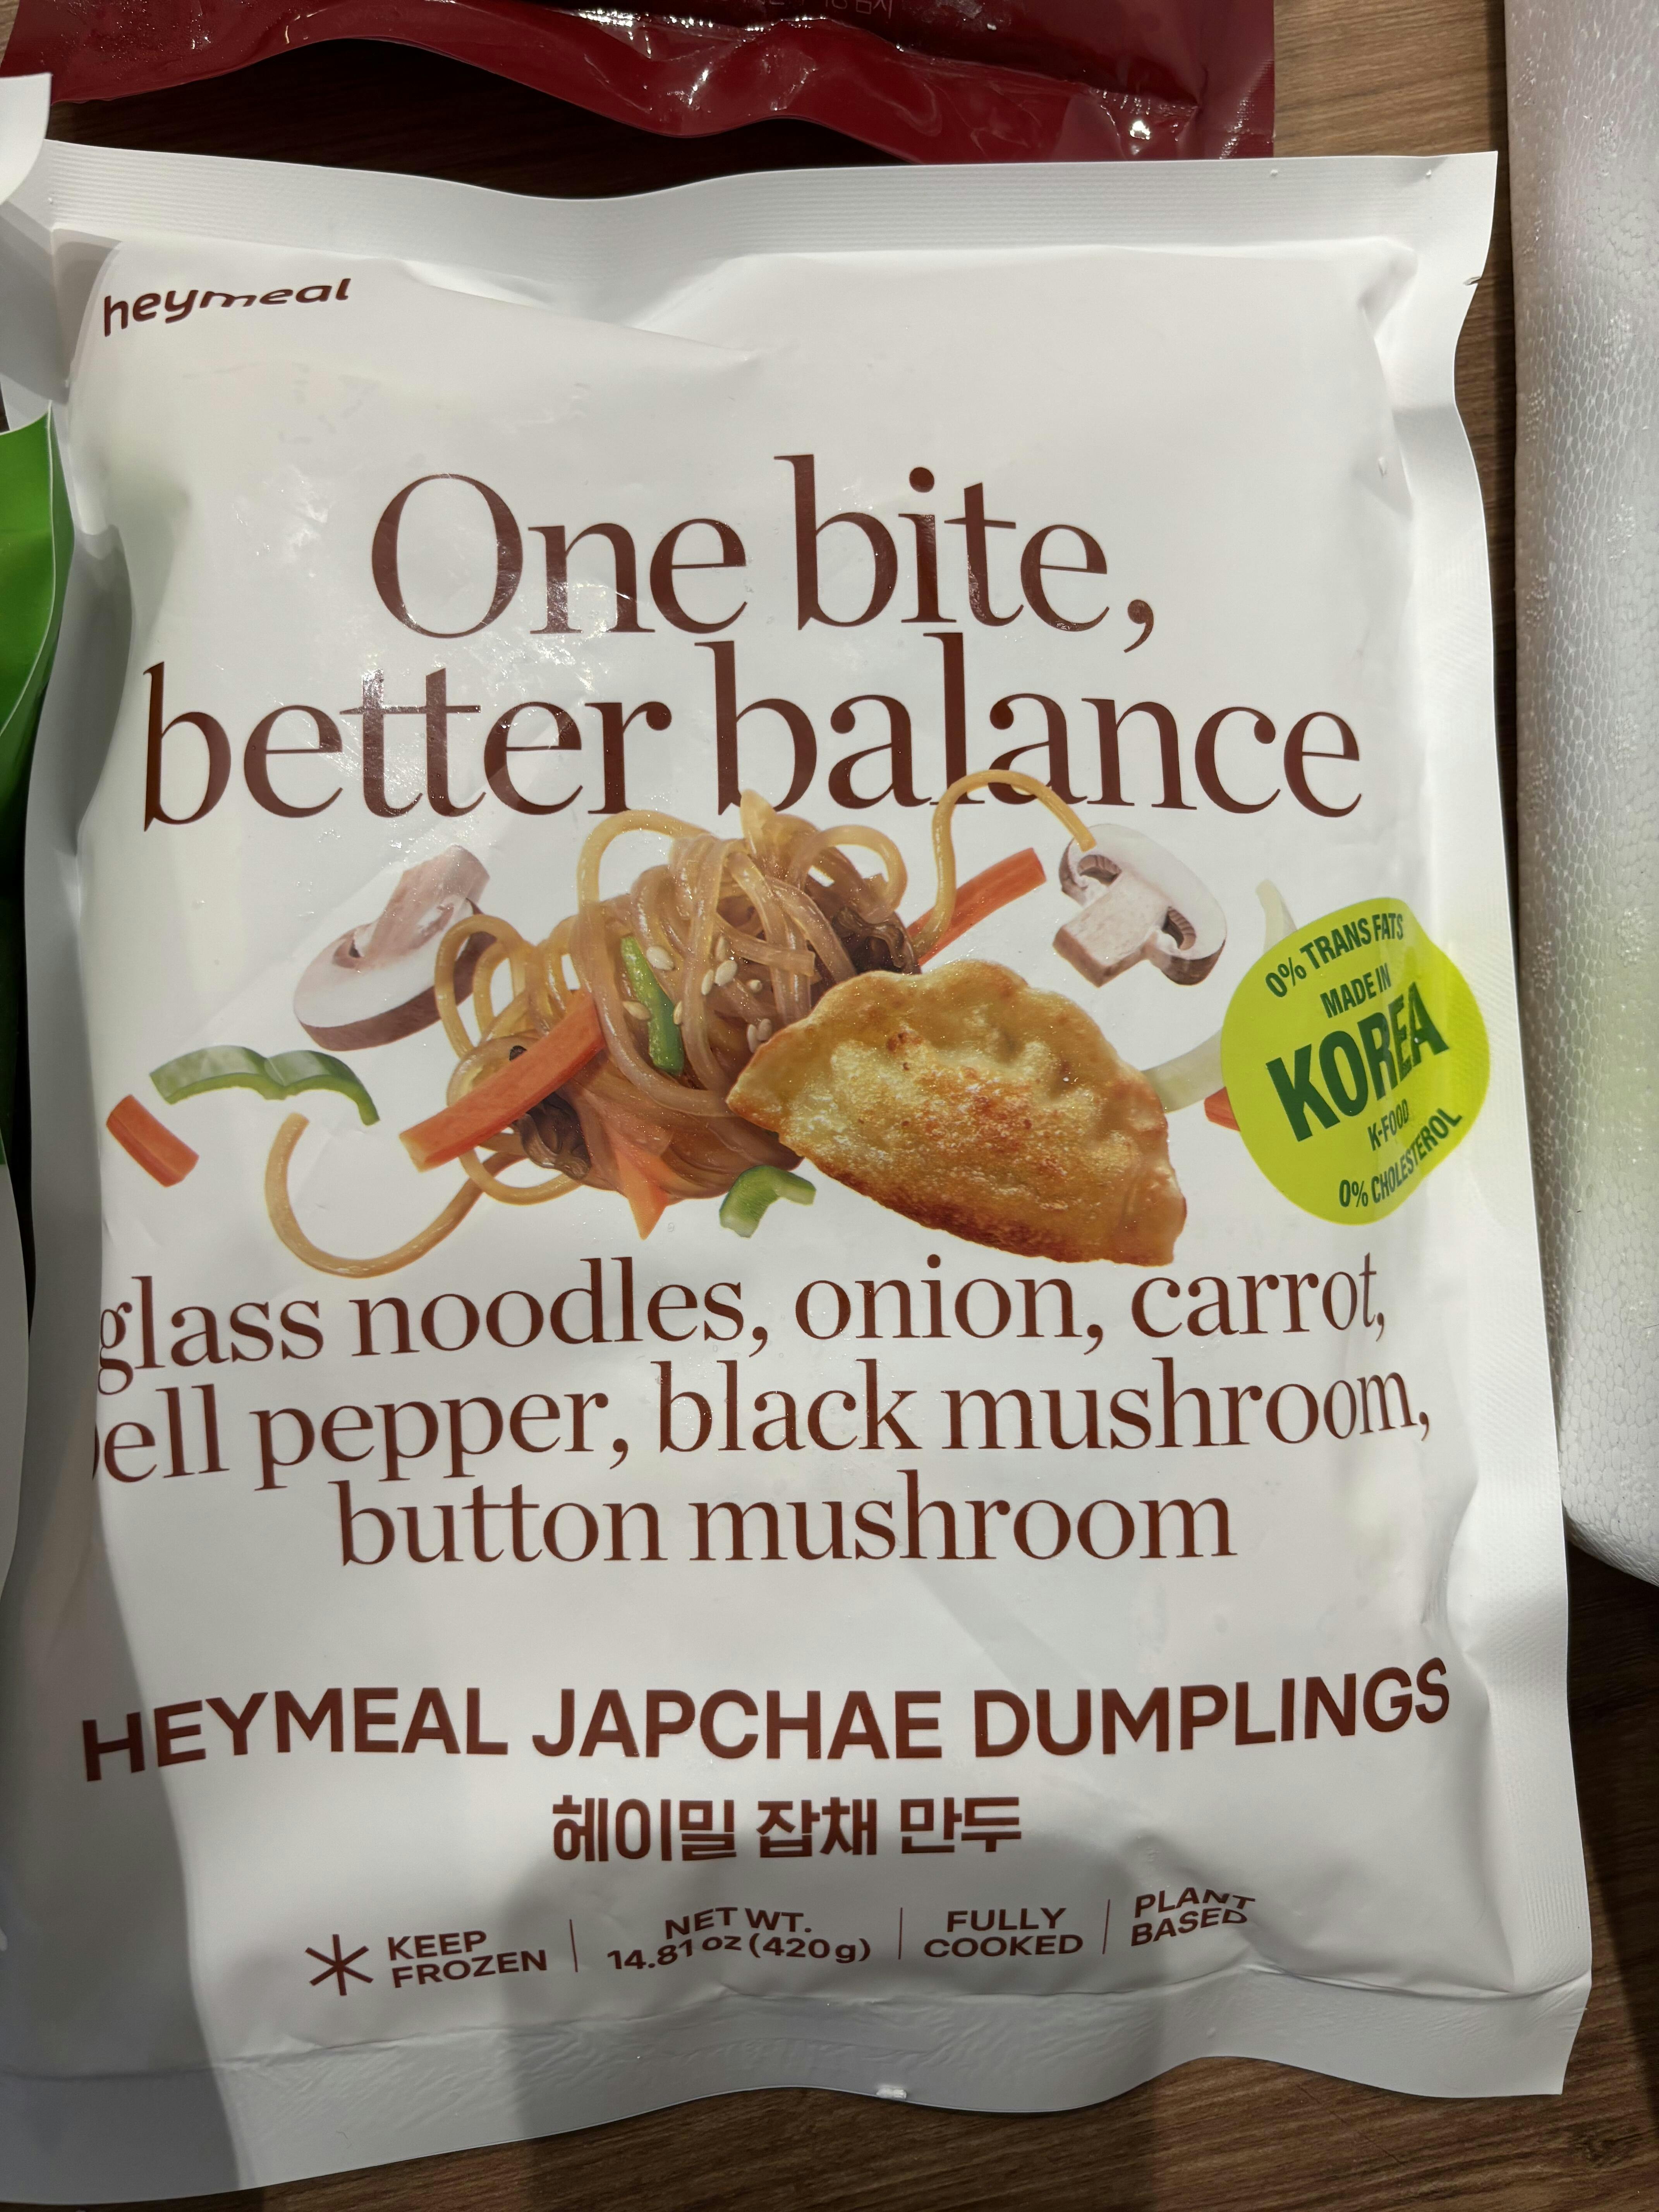 heymeal
One bite,
better balance
0% TRANS FATS
MADE IN
KOREA
K-FOOD
0% CHOLESTEROL
glass noodles, onion, carrot,
ell pepper, black mushroom,
button mushroom
HEYMEAL JAPCHAE DUMPLINGS
헤이밀 잡채 만두
KEEP
FROZEN
NET WT.
14.81 oz (420g)
FULLY
COOKED
PLANT
BASED